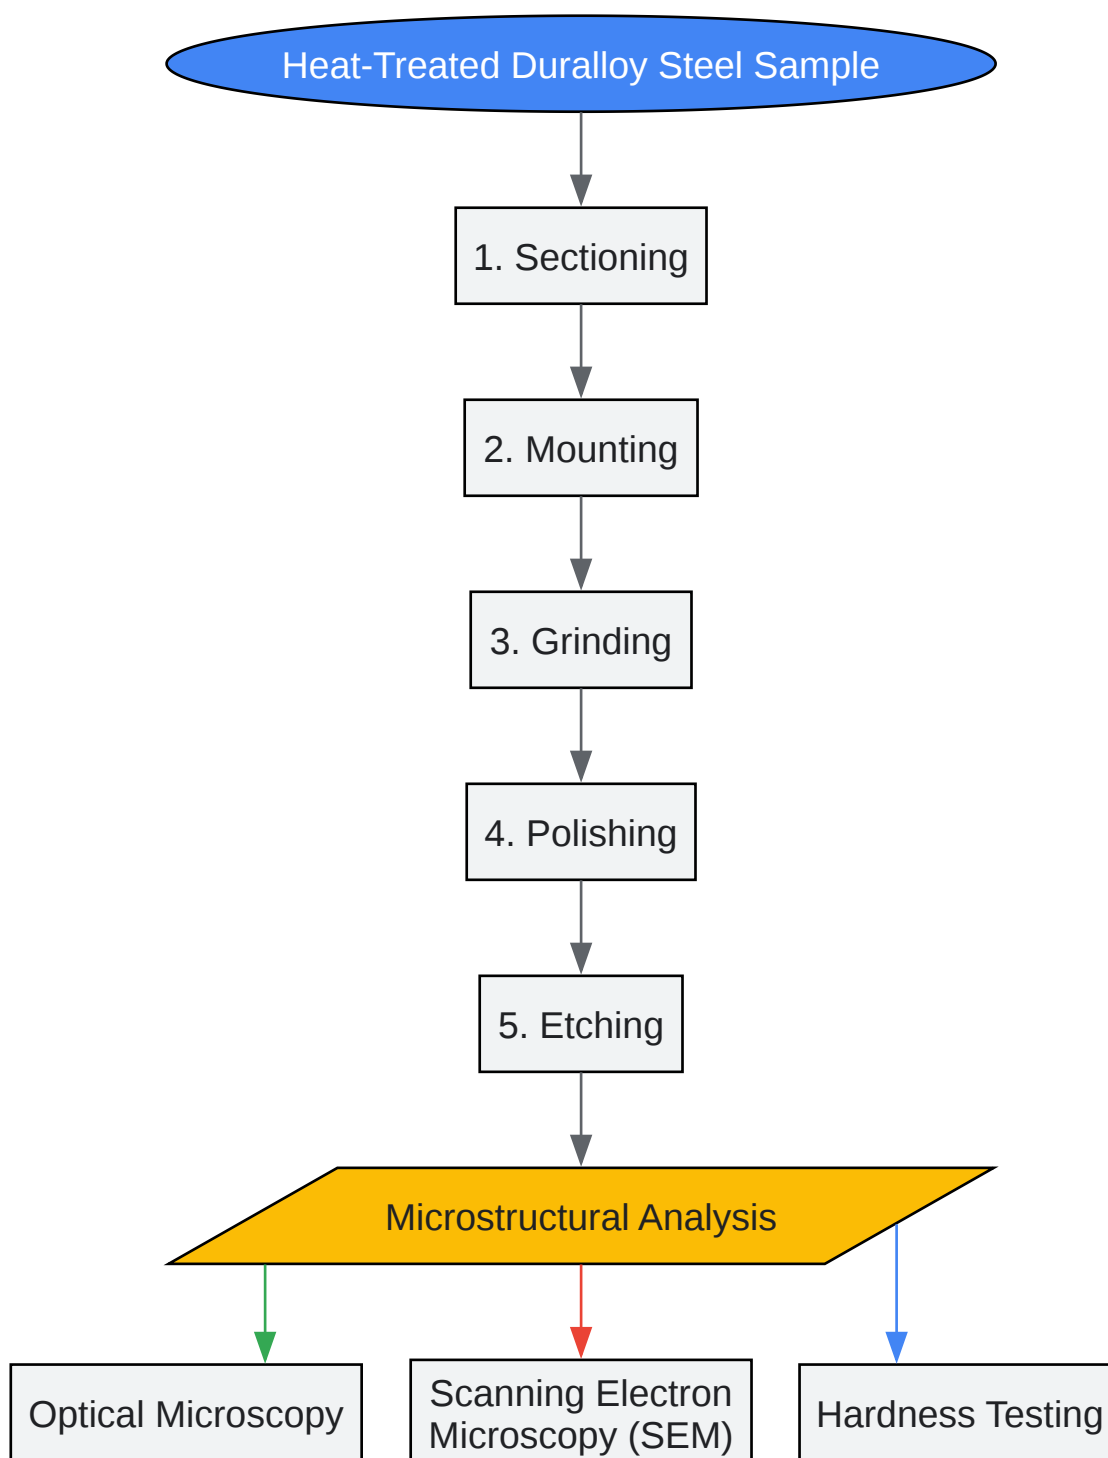 Heat-Treated Duralloy Steel Sample
1. Sectioning
2. Mounting
3. Grinding
4. Polishing
5. Etching
Microstructural Analysis
Optical Microscopy
Scanning Electron
Microscopy (SEM)
Hardness Testing